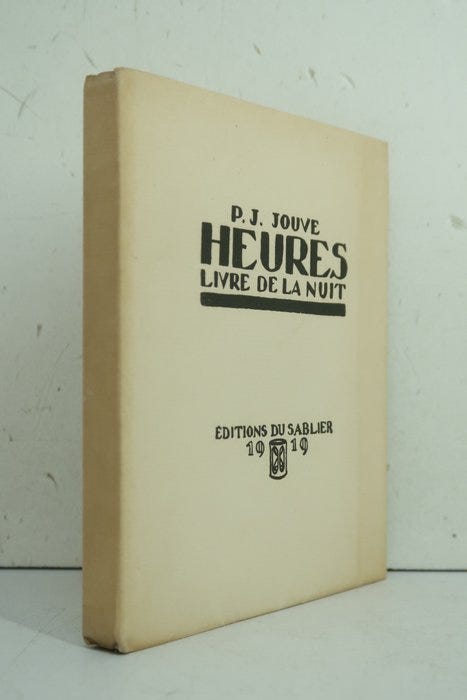 P. J. JOUVE
HEURES
LIVRE DE LA NUIT
ÉDITIONS DU SABLIER
19 19